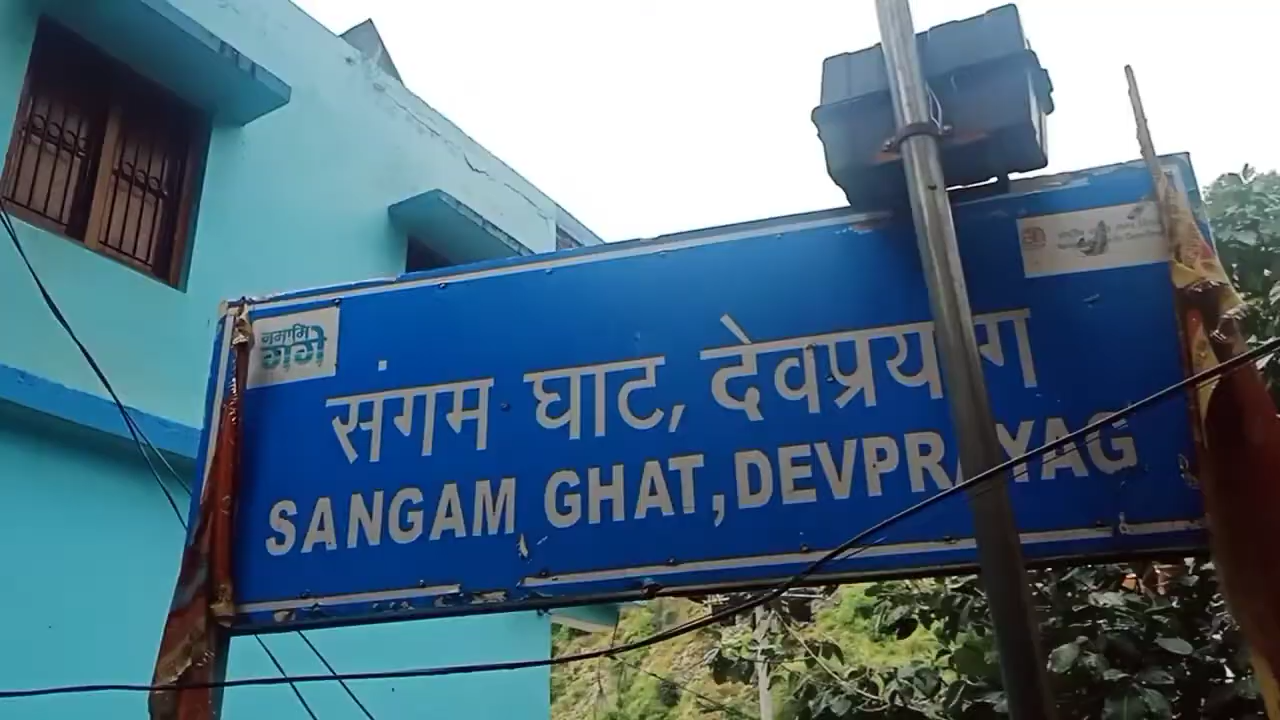 नमामि
गंगे
संगम घाट, देवप्रयाग
SANGAM GHAT, DEVPRAYAG